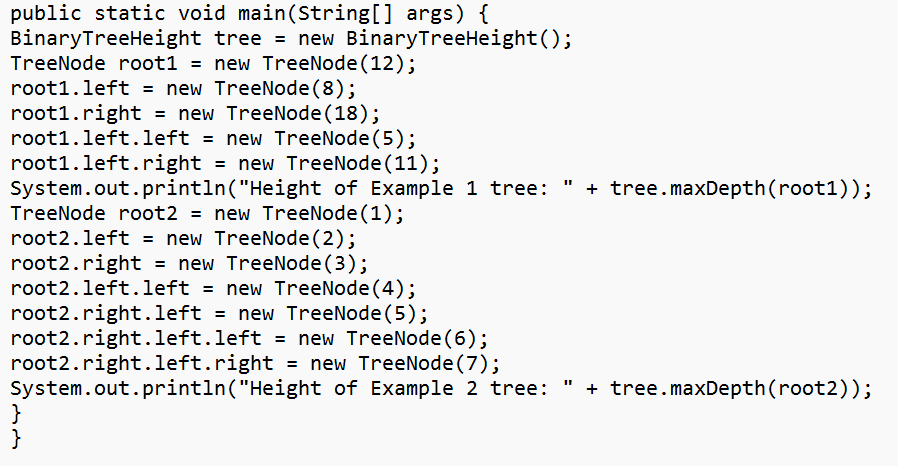 public static void main(String[] args) {
BinaryTreeHeight tree = new BinaryTreeHeight();
TreeNode root1 = new TreeNode(12);
root1.left = new TreeNode(8);
root1.right = new TreeNode(18);
root1.left.left = new TreeNode(5);
root1.left.right = new TreeNode(11);
System.out.println("Height of Example 1 tree: " + tree.maxDepth(root1));
TreeNode root2 = new TreeNode(1);
root2.left = new TreeNode(2);
root2.right = new TreeNode(3);
root2.left.left = new TreeNode(4);
root2.right.left = new TreeNode(5);
root2.right.left.left = new TreeNode(6);
root2.right.left.right = new TreeNode(7);
System.out.println("Height of Example 2 tree: " + tree.maxDepth(root2));
}
}